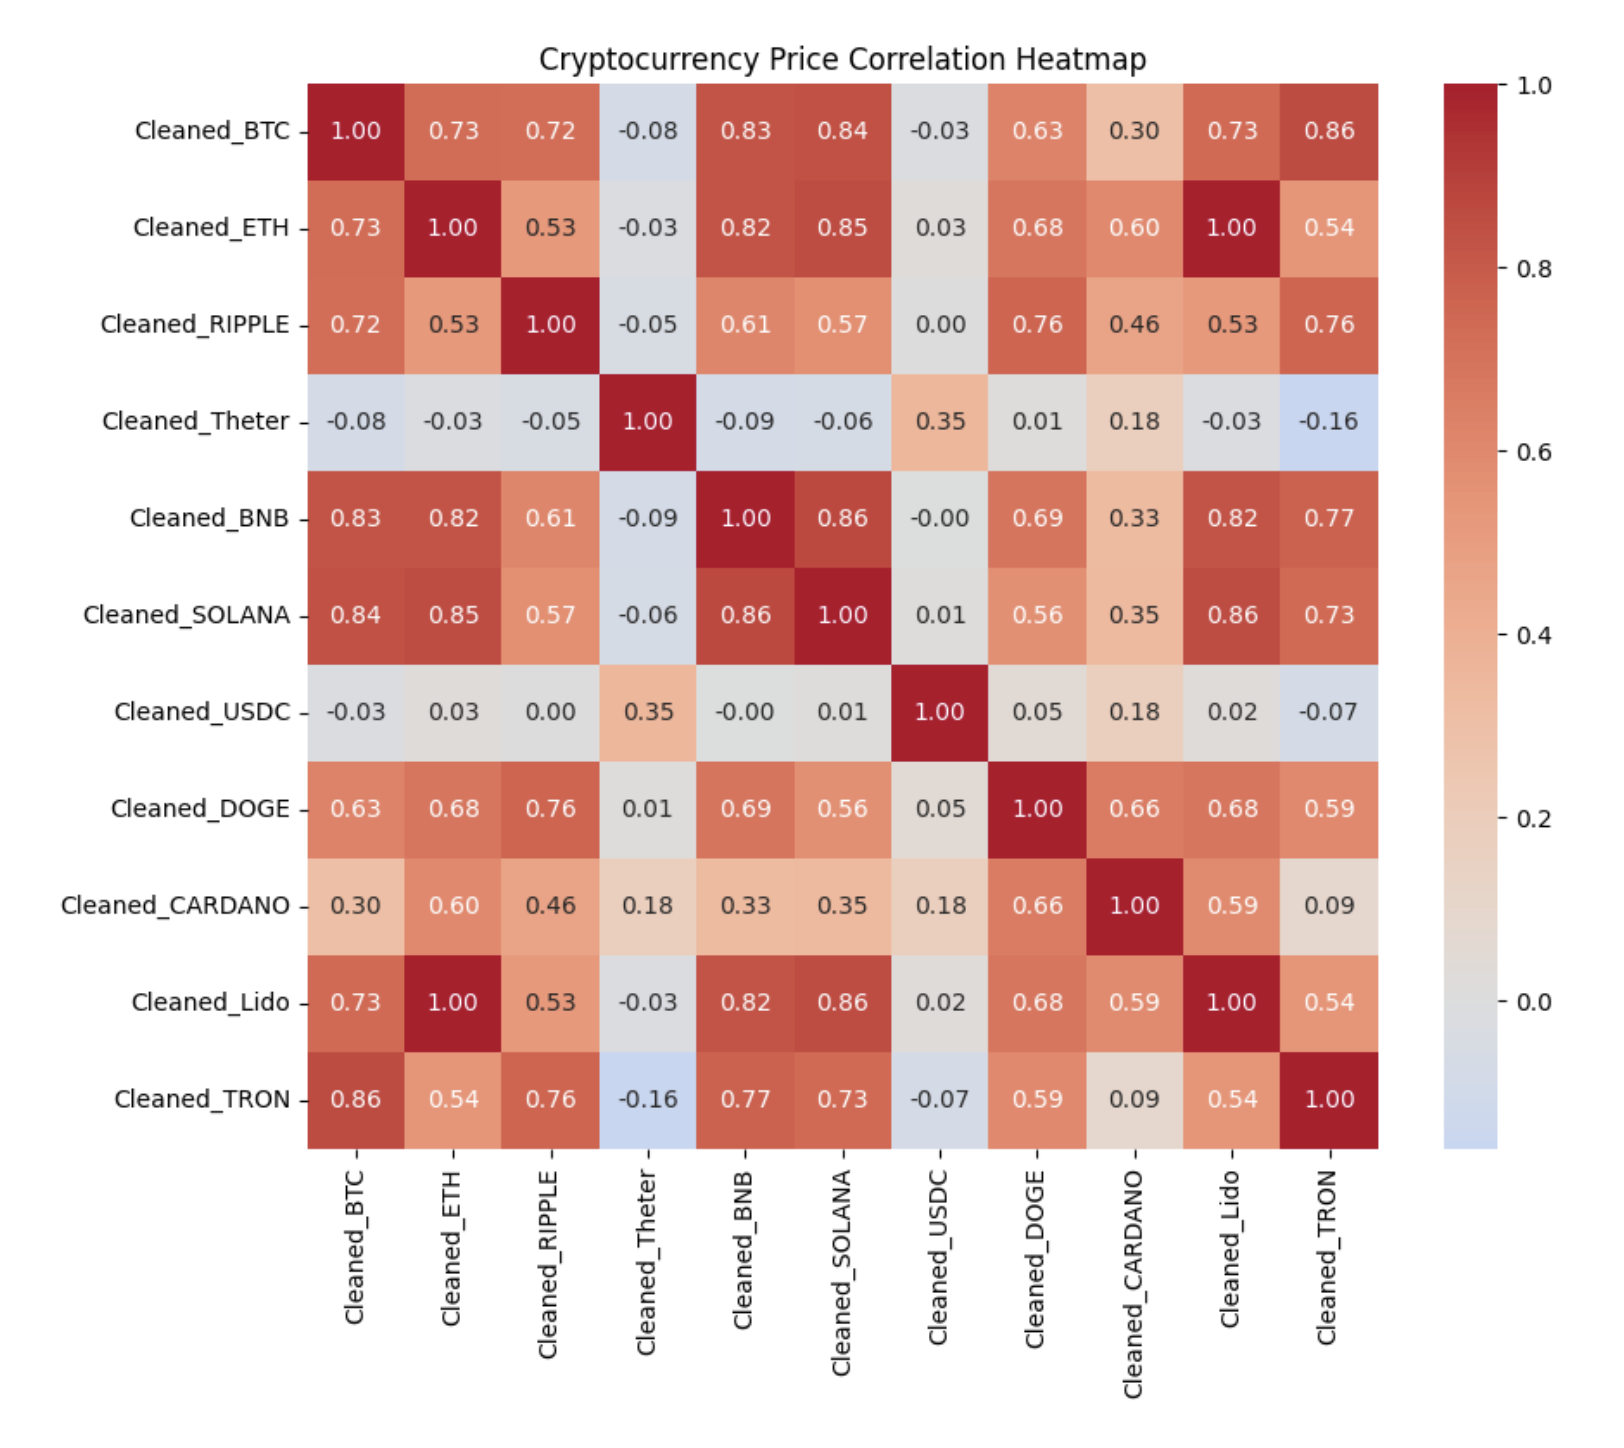 Cryptocurrency Price Correlation Heatmap
Cleaned_BTC 1.00 0.73 0.72 -0.08 0.83 0.84 -0.03 0.63 0.30 0.73 0.86
Cleaned_ETH 0.73 1.00 0.53 -0.03 0.82 0.85 0.03 0.68 0.60 1.00 0.54
Cleaned_RIPPLE 0.72 0.53 1.00 -0.05 0.61 0.57 0.00 0.76 0.46 0.53 0.76
Cleaned_Theter -0.08 -0.03 -0.05 1.00 -0.09 -0.06 0.35 0.01 0.18 -0.03 -0.16
Cleaned_BNB 0.83 0.82 0.61 -0.09 1.00 0.86 -0.00 0.69 0.33 0.82 0.77
Cleaned_SOLANA 0.84 0.85 0.57 -0.06 0.86 1.00 0.01 0.56 0.35 0.86 0.73
Cleaned_USDC -0.03 0.03 0.00 0.35 -0.00 0.01 1.00 0.05 0.18 0.02 -0.07
Cleaned_DOGE 0.63 0.68 0.76 0.01 0.69 0.56 0.05 1.00 0.66 0.68 0.59
Cleaned_CARDANO 0.30 0.60 0.46 0.18 0.33 0.35 0.18 0.66 1.00 0.59 0.09
Cleaned_Lido 0.73 1.00 0.53 -0.03 0.82 0.86 0.02 0.68 0.59 1.00 0.54
Cleaned_TRON 0.86 0.54 0.76 -0.16 0.77 0.73 -0.07 0.59 0.09 0.54 1.00
Cleaned_BTC
Cleaned_ETH
Cleaned_RIPPLE
Cleaned_Theter
Cleaned_BNB
Cleaned_SOLANA
Cleaned_USDC
Cleaned_DOGE
Cleaned_CARDANO
Cleaned_Lido
Cleaned_TRON
1.0
0.8
0.6
0.4
0.2
0.0